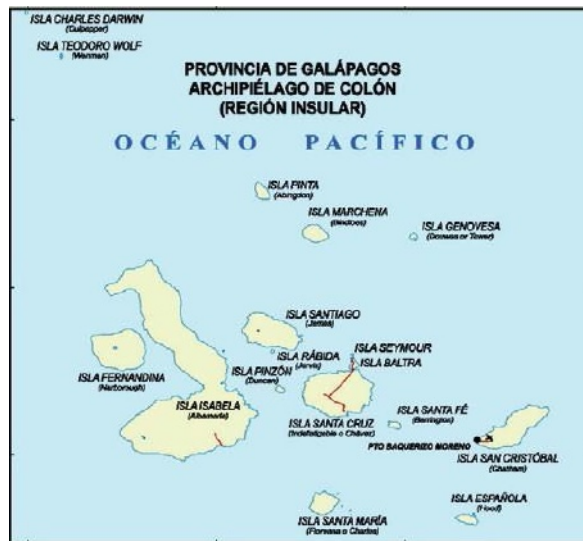 ISLA CHARLES DARWIN
(Culpepper)
ISLA TEODORO WOLF
(Wenman)
PROVINCIA DE GALÁPAGOS
ARCHIPIÉLAGO DE COLÓN
(REGIÓN INSULAR)
OCÉANO PACÍFICO
ISLA PINTA
(Abingdon)
ISLA MARCHENA
(Bindloe)
ISLA GENOVESA
ISLA SANTIAGO
(James)
ISLA SEYMOUR
ISLA RÁBIDA
(Jervis)
ISLA BALTRA
ISLA PINZÓN
(Duncan)
ISLA FERNANDINA
(Narborough)
ISLA ISABELA
(Albemarle)
ISLA SANTA CRUZ
(Indefatigable o Chávez)
ISLA SANTA FÉ
(Barrington)
PTO BAQUERIZO MORENO
ISLA SAN CRISTÓBAL
(Chatham)
ISLA ESPAÑOLA
(Hood)
ISLA SANTA MARÍA
(Floreana o Charles)